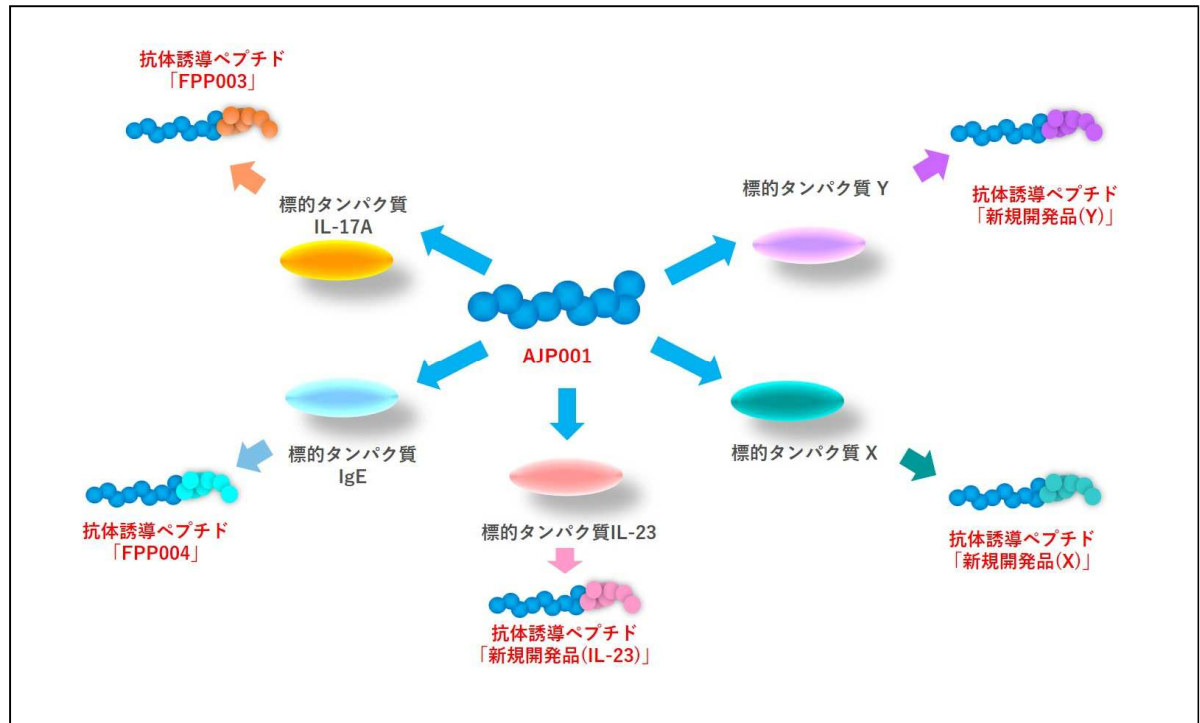 抗体誘導ペプチド
「FPP003」
標的タンパク質
IL-17A
標的タンパク質 Y
抗体誘導ペプチド
「新規開発品(Y)」
AJP001
標的タンパク質
IgE
標的タンパク質 X
抗体誘導ペプチド
「FPP004」
標的タンパク質IL-23
抗体誘導ペプチド
「新規開発品(X)」
抗体誘導ペプチド
「新規開発品(IL-23)」